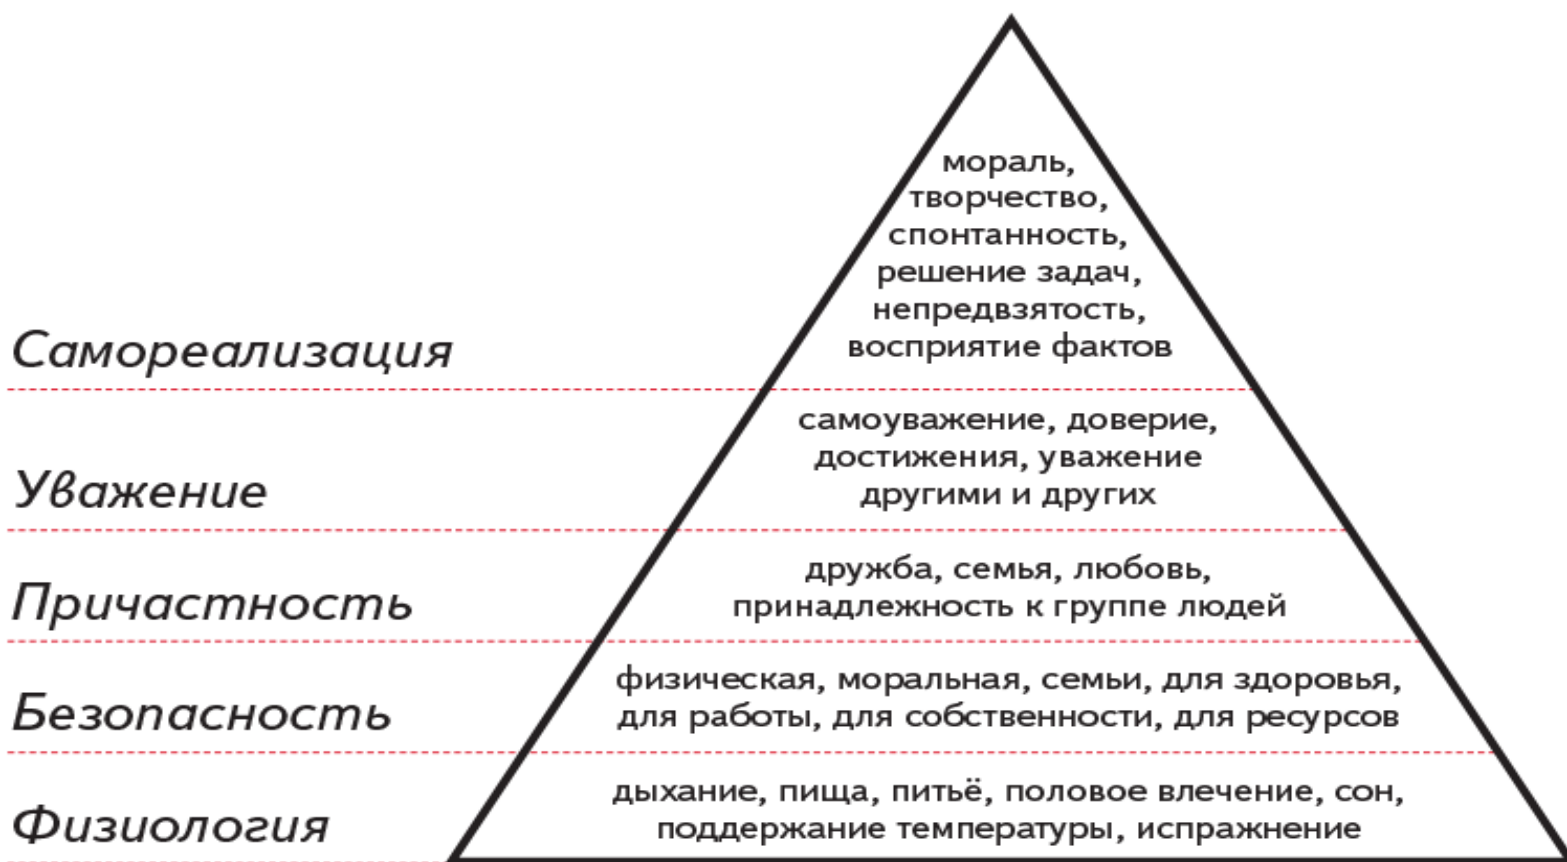 мораль,
творчество,
спонтанность,
решение задач,
непредвзятость,
восприятие фактов
Самореализация
самоуважение, доверие,
достижения, уважение
другими и других
Уважение
дружба, семья, любовь,
принадлежность к группе людей
Причастность
физическая, моральная, семьи, для здоровья,
для работы, для собственности, для ресурсов
Безопасность
дыхание, пища, питьё, половое влечение, сон,
поддержание температуры, испражнение
Физиология